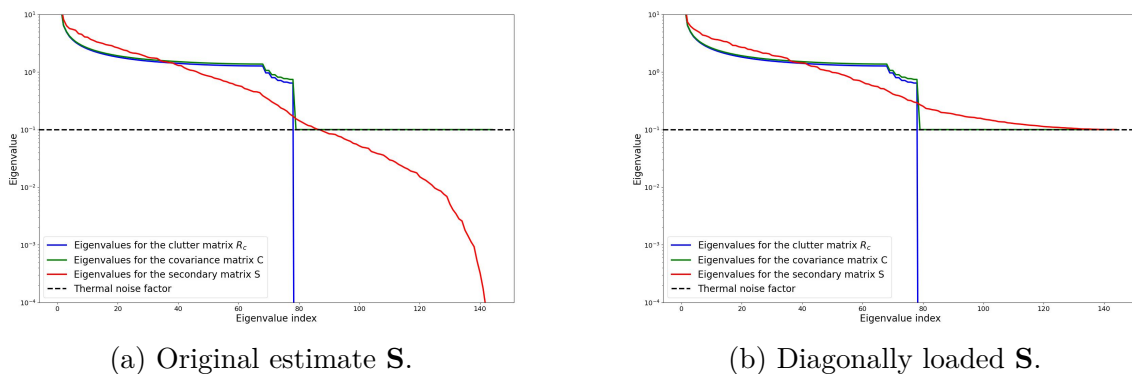 10¹
10⁰
10⁻¹
10⁻²
10⁻³
10⁻⁴
Eigenvalue
Eigenvalues for the clutter matrix R_c
Eigenvalues for the covariance matrix C
Eigenvalues for the secondary matrix S
Thermal noise factor
0 20 40 60 80 100 120 140
Eigenvalue index
(a) Original estimate S.
10¹
10⁰
10⁻¹
10⁻²
10⁻³
10⁻⁴
Eigenvalue
Eigenvalues for the clutter matrix R_c
Eigenvalues for the covariance matrix C
Eigenvalues for the secondary matrix S
Thermal noise factor
0 20 40 60 80 100 120 140
Eigenvalue index
(b) Diagonally loaded S.